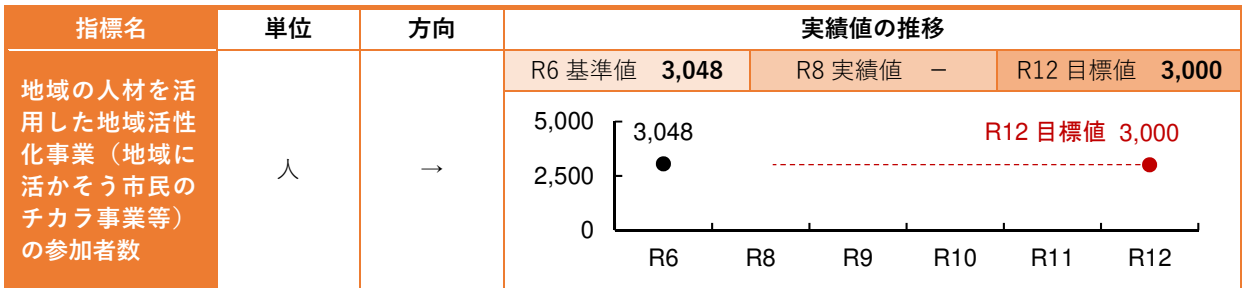 指標名 単位 方向 実績値の推移
地域の人材を活
用した地域活性
化事業（地域に
活かそう市民の
チカラ事業等）
の参加者数
人
→
R6 基準値 3,048 R8 実績値 － R12 目標値 3,000
5,000
2,500
0
3,048
R12 目標値 3,000
R6 R8 R9 R10 R11 R12